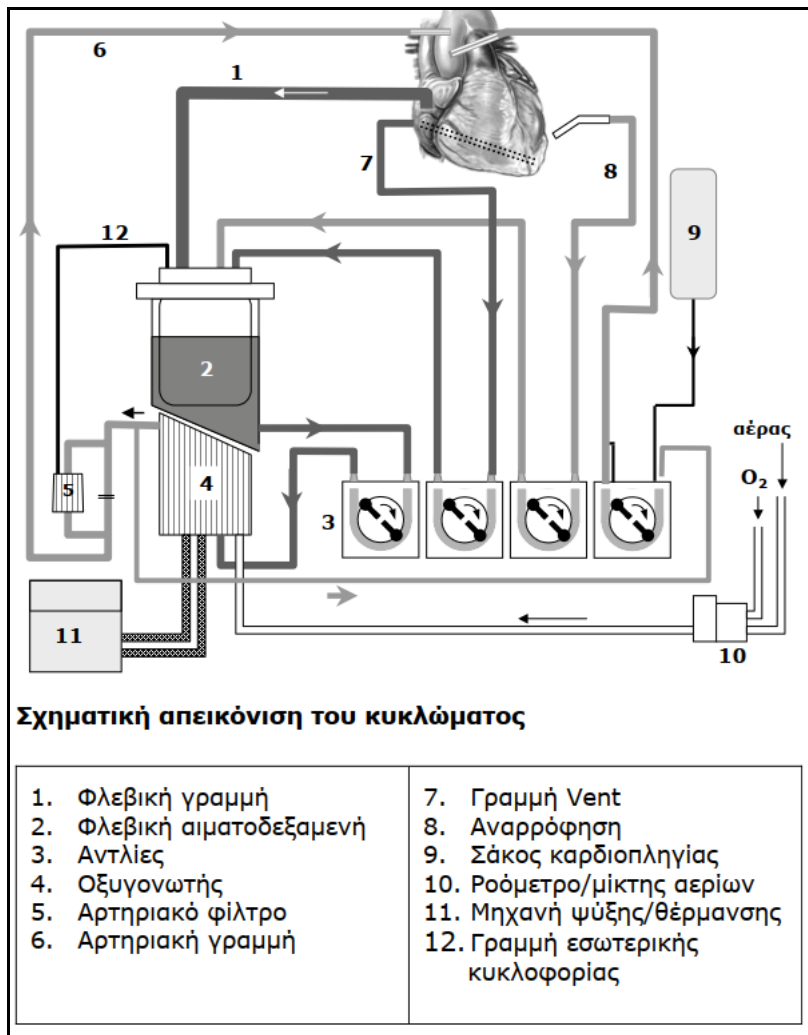 6
1
7
8
9
12
2
αέρας
O₂
4
5
3
11
10
Σχηματική απεικόνιση του κυκλώματος
1. Φλεβική γραμμή
2. Φλεβική αιματοδεξαμενή
3. Αντλίες
4. Οξυγονωτής
5. Αρτηριακό φίλτρο
6. Αρτηριακή γραμμή
7. Γραμμή Vent
8. Αναρρόφηση
9. Σάκος καρδιοπληγίας
10. Ροόμετρο/μίκτης αερίων
11. Μηχανή ψύξης/θέρμανσης
12. Γραμμή εσωτερικής
κυκλοφορίας